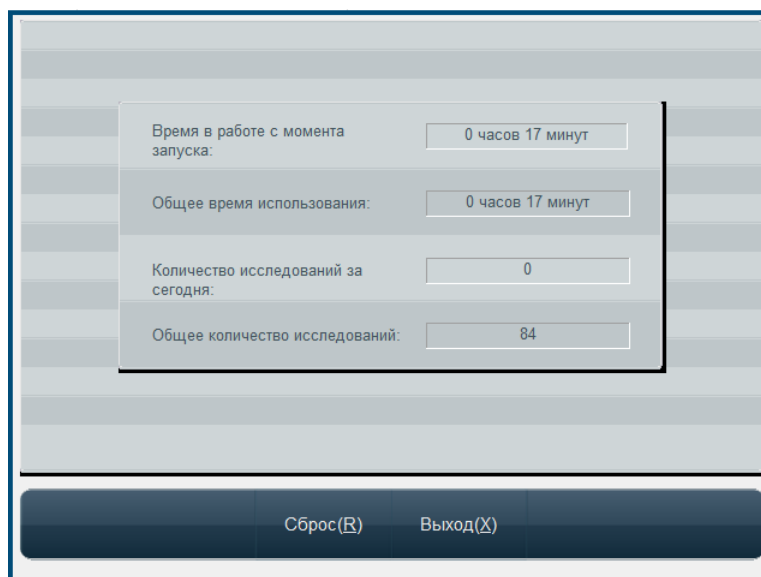 Время в работе с момента
запуска:
0 часов 17 минут
Общее время использования:
0 часов 17 минут
Количество исследований за
сегодня:
0
Общее количество исследований:
84
Сброс(R)
Выход(X)